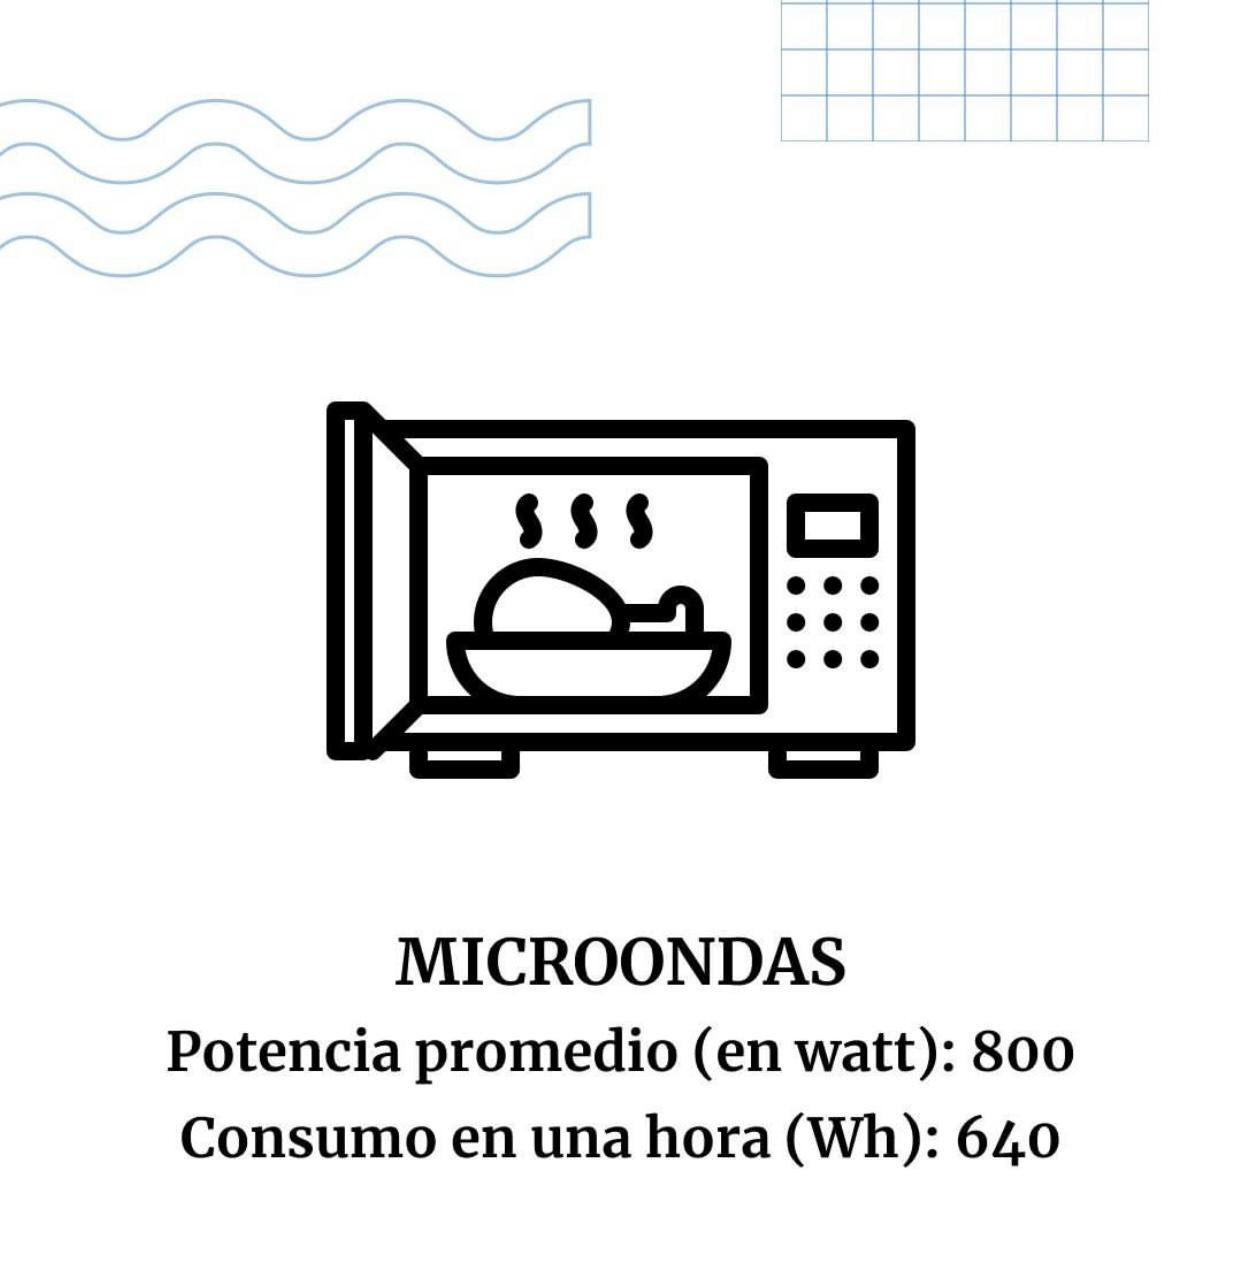 MICROONDAS
Potencia promedio (en watt): 800
Consumo en una hora (Wh): 640